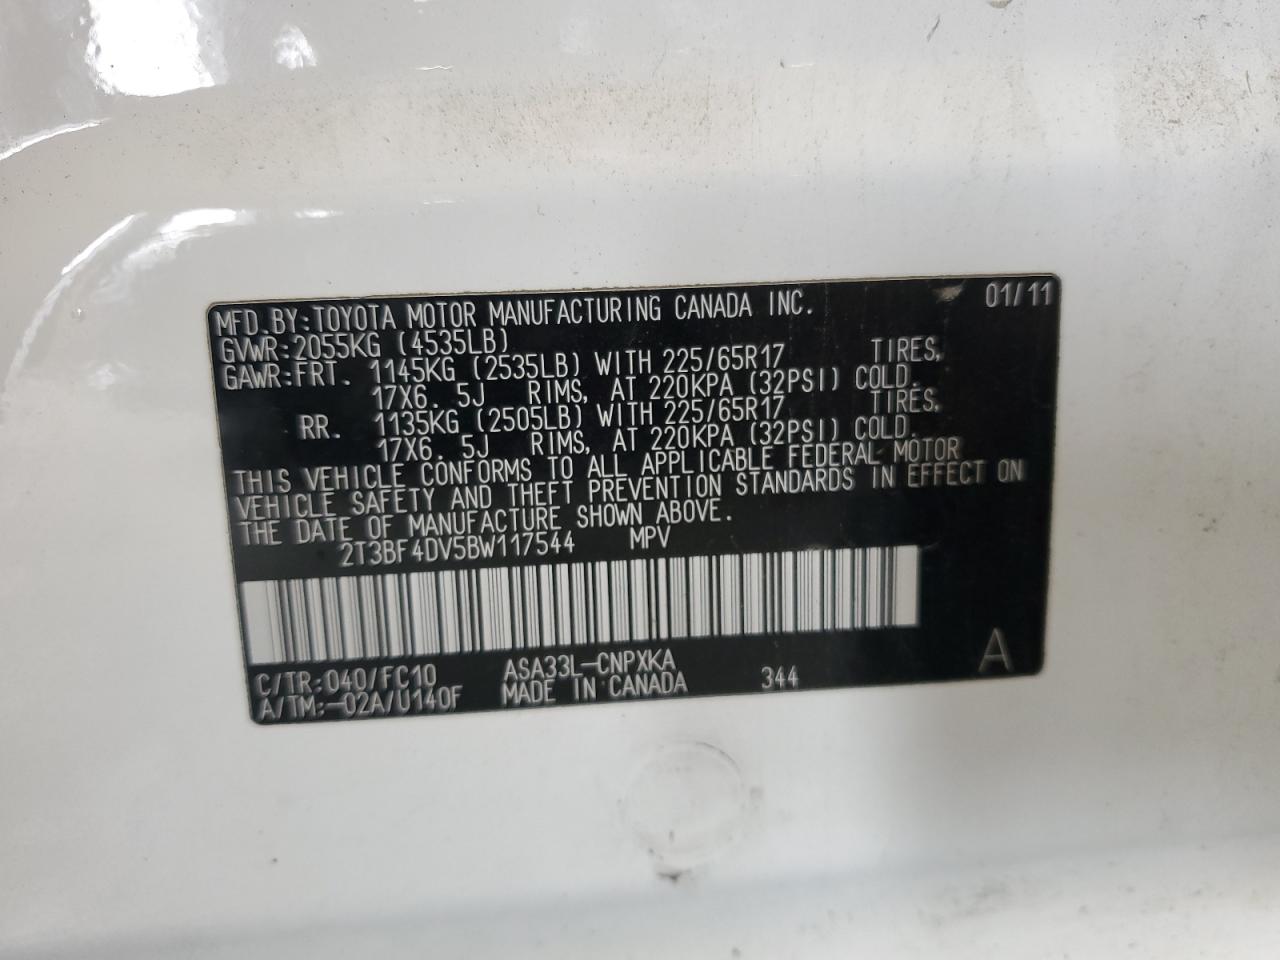 MFD.BY:TOYOTA MOTOR MANUFACTURING CANADA INC. 01/11
GVWR:2055KG (4535LB)
GAWR:FRT. 1145KG (2535LB) WITH 225/65R17 TIRES,
17X6. 5J RIMS, AT 220KPA (32PSI) COLD.
RR. 1135KG (2505LB) WITH 225/65R17 TIRES,
17X6. 5J RIMS, AT 220KPA (32PSI) COLD.
THIS VEHICLE CONFORMS TO ALL APPLICABLE FEDERAL MOTOR
VEHICLE SAFETY AND THEFT PREVENTION STANDARDS IN EFFECT ON
THE DATE OF MANUFACTURE SHOWN ABOVE.
2T3BF4DV5BW117544 MPV
C/TR:040/FC10 ASA33L-CNPXKA 344 A
A/TM:-02A/U140F MADE IN CANADA